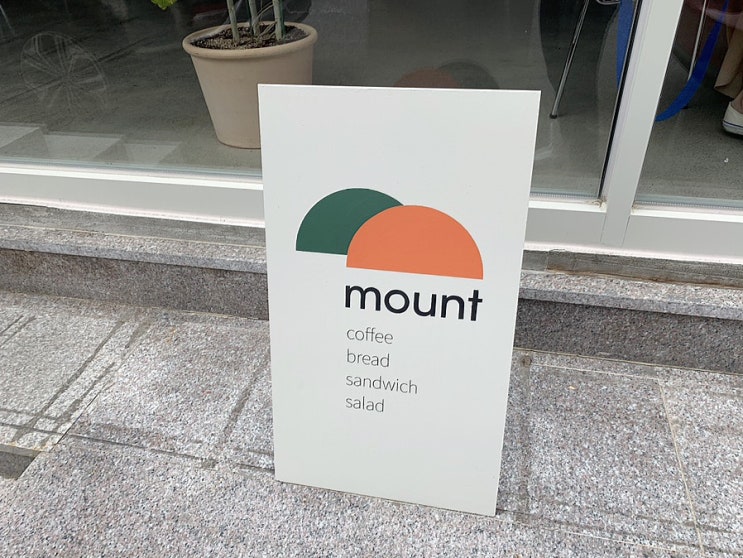 mount
coffee
bread
sandwich
salad